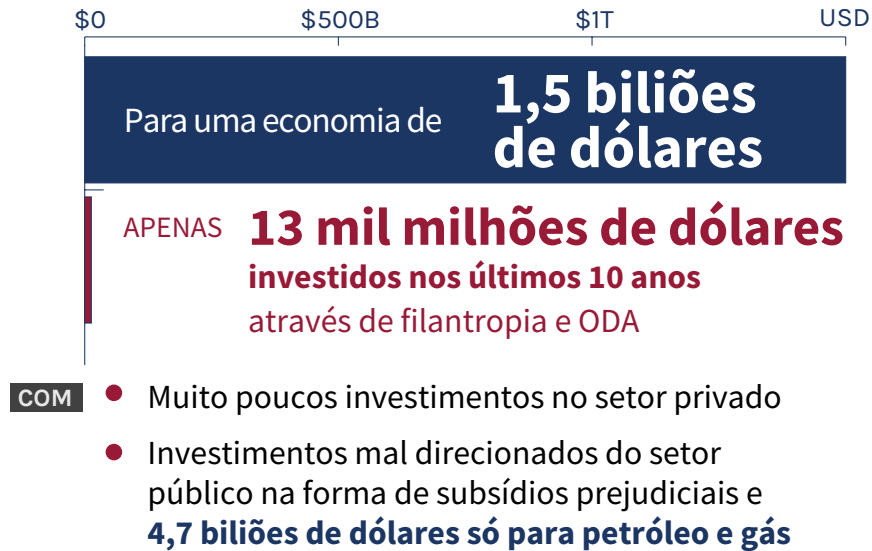 $0 $500B $1T USD
Para uma economia de
1,5 biliões
de dólares
APENAS 13 mil milhões de dólares
investidos nos últimos 10 anos
através de filantropia e ODA
COM • Muito poucos investimentos no setor privado
• Investimentos mal direcionados do setor
público na forma de subsídios prejudiciais e
4,7 biliões de dólares só para petróleo e gás